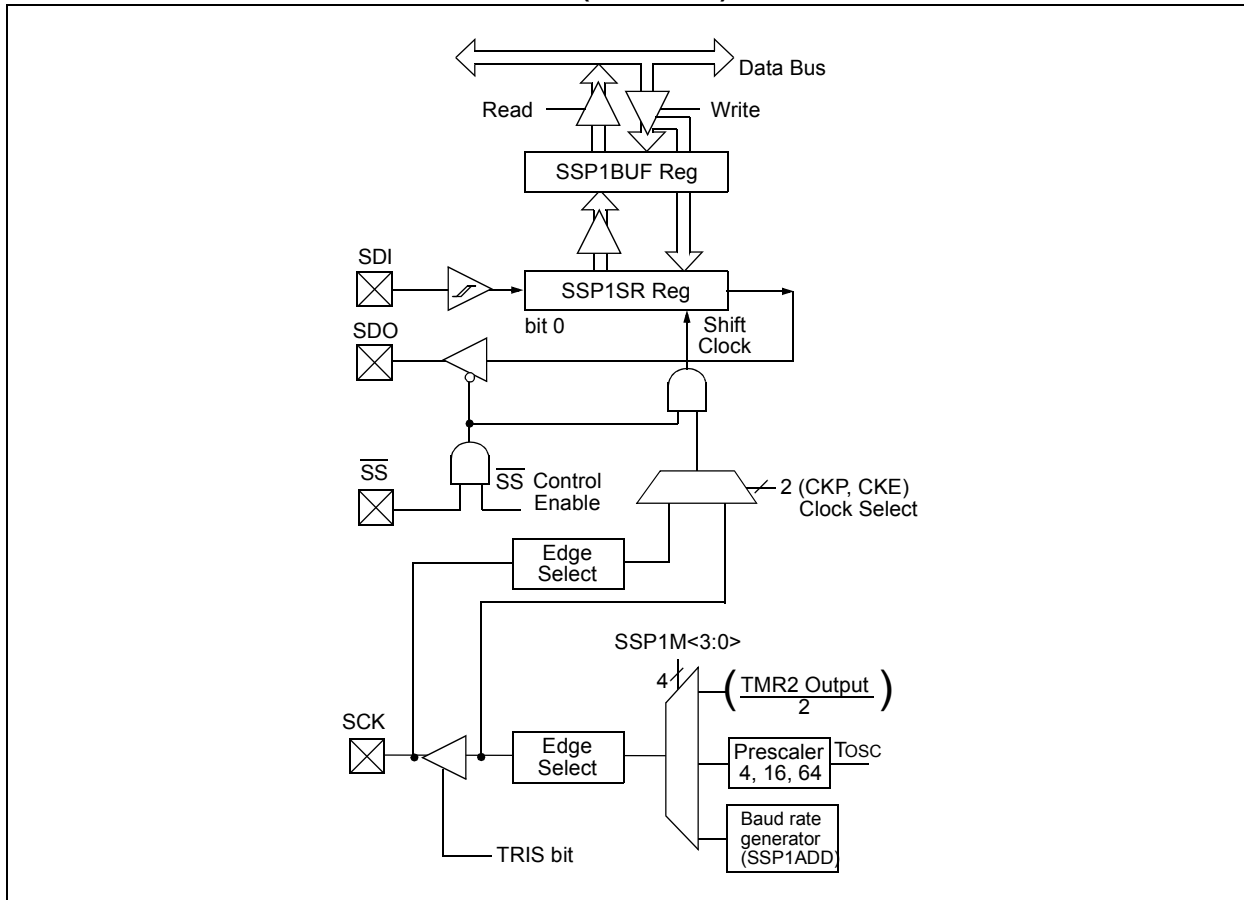 Data Bus
Read
Write
SSP1BUF Reg
SDI
SSP1SR Reg
bit 0
Shift
Clock
SDO
SS
SS Control
Enable
2 (CKP, CKE)
Clock Select
Edge
Select
SSP1M<3:0>
4
(TMR2 Output)
2
SCK
Edge
Select
Prescaler
4, 16, 64
TOSC
Baud rate
generator
(SSP1ADD)
TRIS bit